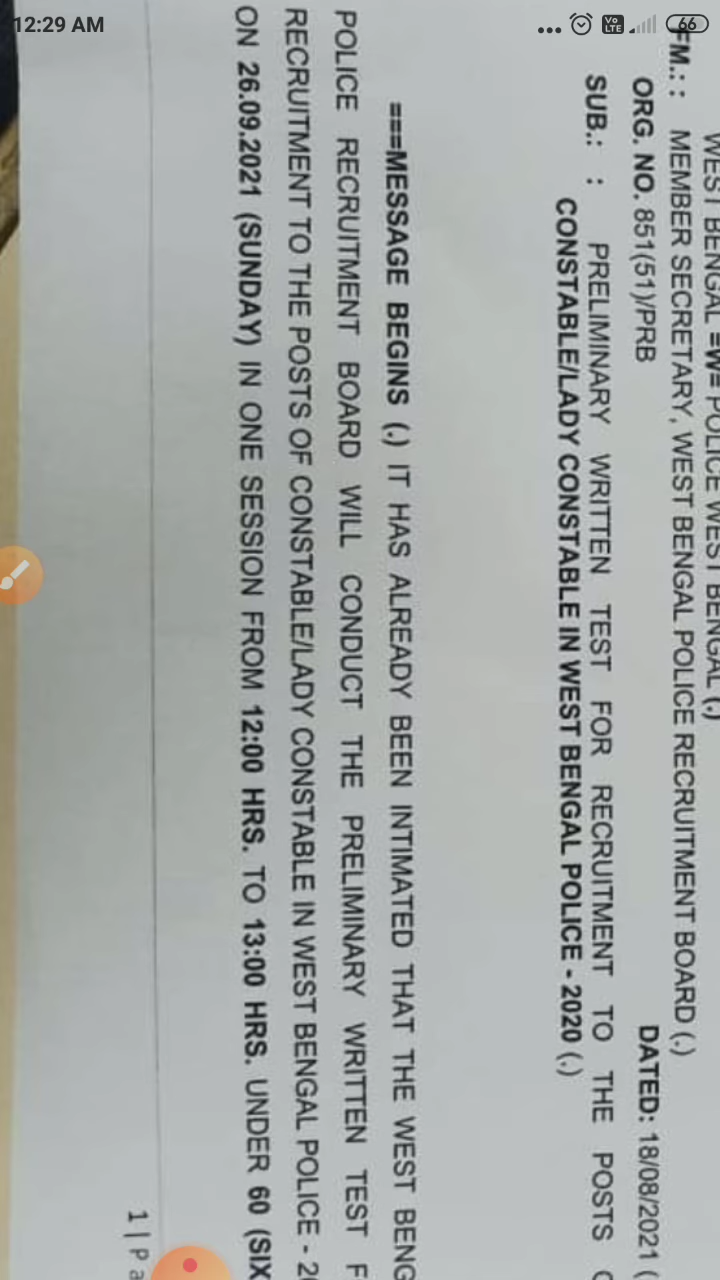 12:29 AM
Vo LTE
66
WEST BENGAL =W= POLICE WEST BENGAL (.)
FM.: : MEMBER SECRETARY, WEST BENGAL POLICE RECRUITMENT BOARD (.)
ORG. NO. 851(51)/PRB DATED: 18/08/2021 (
SUB.: : PRELIMINARY WRITTEN TEST FOR RECRUITMENT TO THE POSTS
CONSTABLE/LADY CONSTABLE IN WEST BENGAL POLICE - 2020 (.)
===MESSAGE BEGINS (.) IT HAS ALREADY BEEN INTIMATED THAT THE WEST BENG
POLICE RECRUITMENT BOARD WILL CONDUCT THE PRELIMINARY WRITTEN TEST F
RECRUITMENT TO THE POSTS OF CONSTABLE/LADY CONSTABLE IN WEST BENGAL POLICE - 20
ON 26.09.2021 (SUNDAY) IN ONE SESSION FROM 12:00 HRS. TO 13:00 HRS. UNDER 60 (SIX
1 | Pa